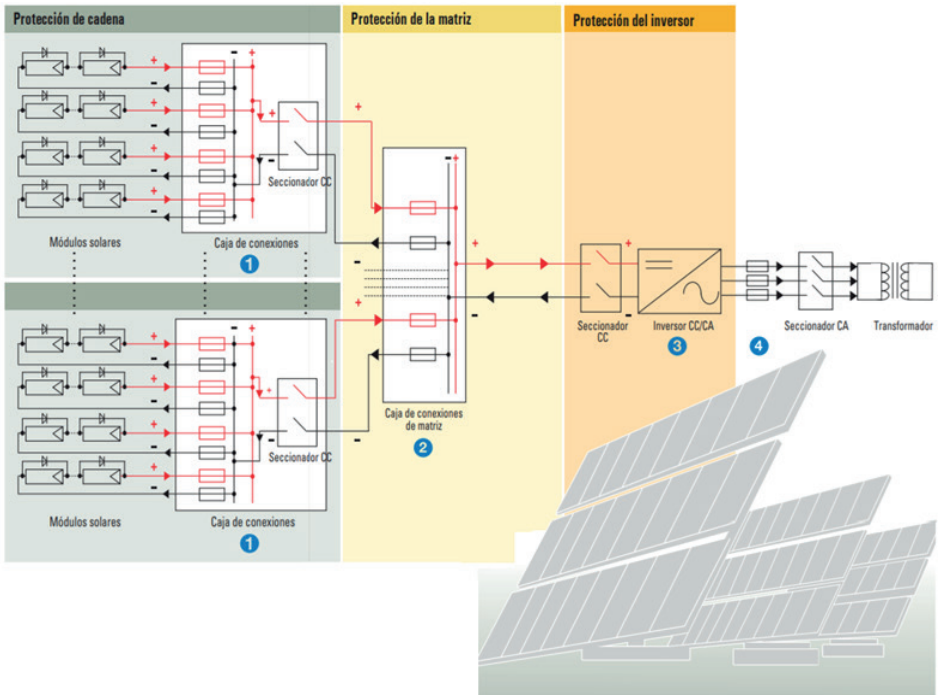 Protección de cadena
Protección de la matriz
Protección del inversor
- +
+
-
+
-
+
-
+
-
+
-
Seccionador CC
Módulos solares
Caja de conexiones
1
+
-
- +
+
-
+
-
+
-
Seccionador CC
Inversor CC/CA
3
4
Seccionador CA
Transformador
Caja de conexiones de matriz
2
- +
+
-
+
-
+
-
+
-
+
-
Seccionador CC
Módulos solares
Caja de conexiones
1